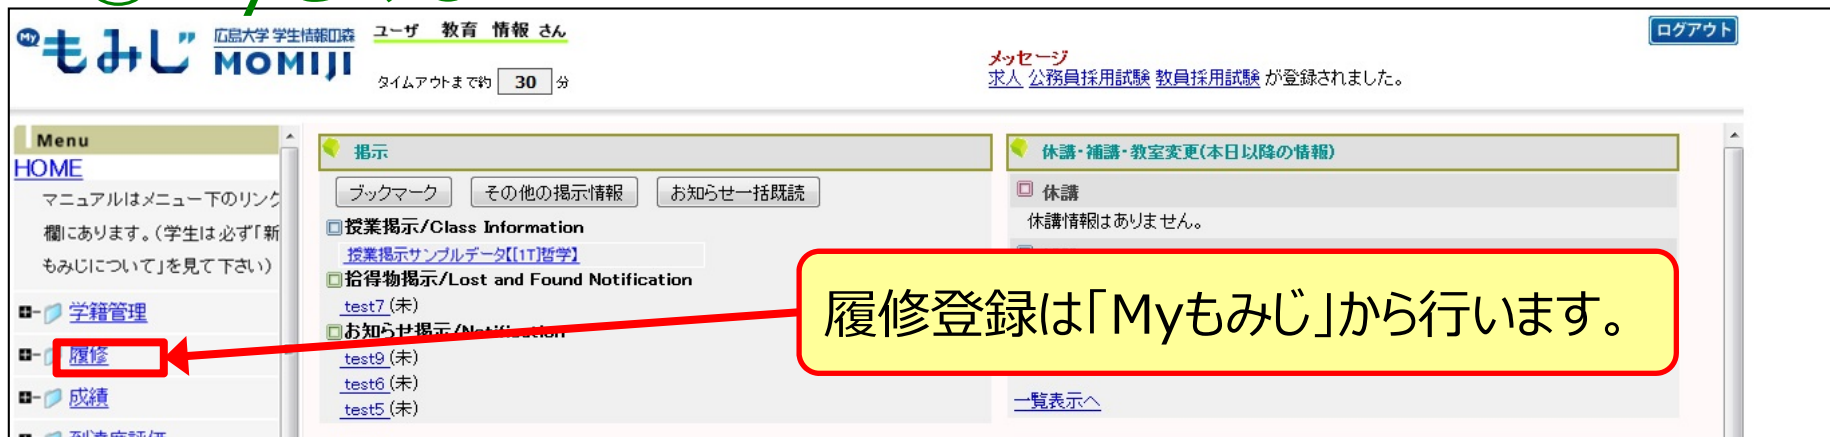 Myもみじ 広島大学 学生情報の森 MOMIJI
ユーザ 教育 情報 さん
タイムアウトまで約 30 分
メッセージ
求人 公務員採用試験 教員採用試験 が登録されました。
ログアウト
Menu
HOME
マニュアルはメニュー下のリンク
欄にあります。(学生は必ず「新
もみじについて」を見て下さい)
学籍管理
履修
成績
到達度評価
掲示
ブックマーク その他の掲示情報 お知らせ一括既読
授業掲示/Class Information
授業掲示サンプルデータ【[1T]哲学】
拾得物掲示/Lost and Found Notification
test7 (未)
お知らせ掲示/Notification
test9 (未)
test6 (未)
test5 (未)
休講・補講・教室変更(本日以降の情報)
休講
休講情報はありません。
履修登録は「Myもみじ」から行います。
一覧表示へ